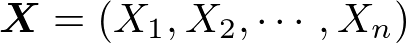 𝑿 = (X₁, X₂, ⋯ , Xₙ)